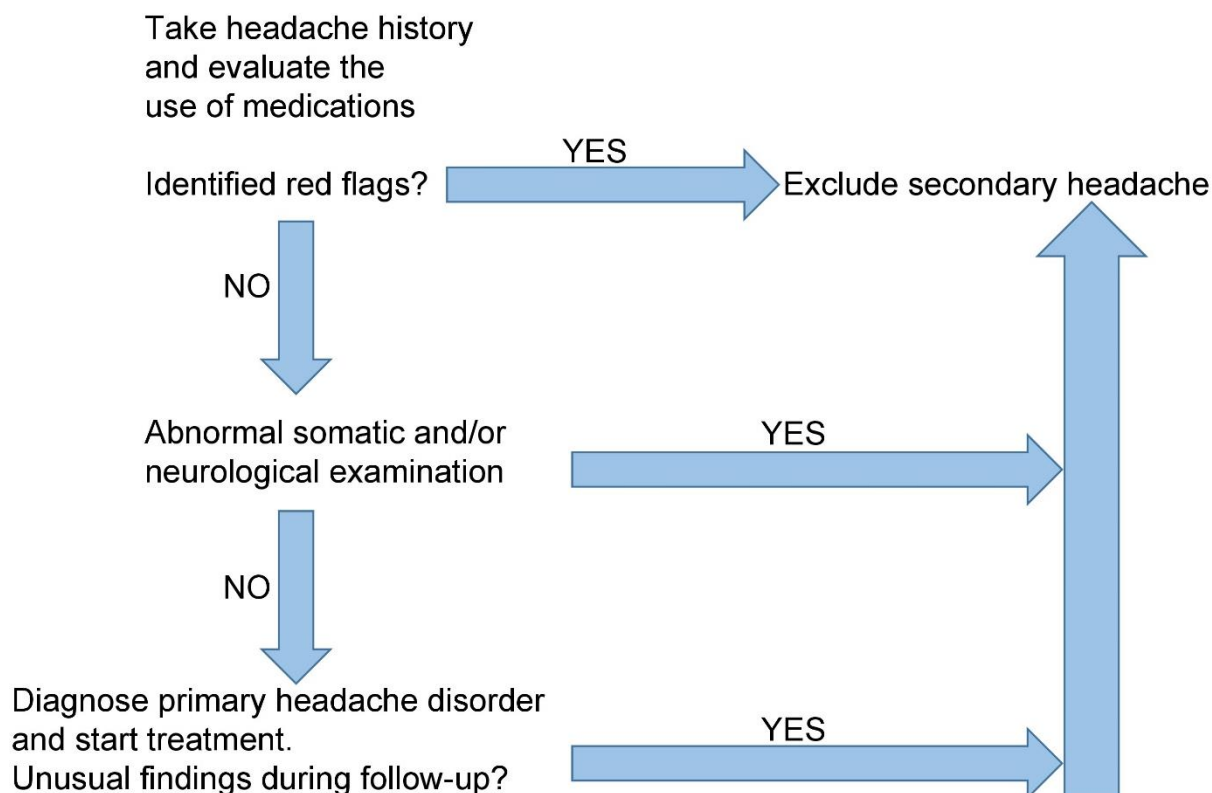 Take headache history
and evaluate the
use of medications
YES
Identified red flags?
Exclude secondary headache
NO
Abnormal somatic and/or
neurological examination
YES
NO
Diagnose primary headache disorder
and start treatment.
Unusual findings during follow-up?
YES